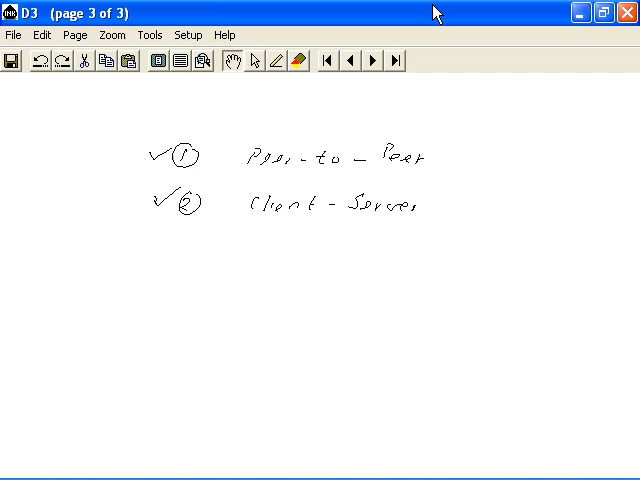 D3 (page 3 of 3)
File Edit Page Zoom Tools Setup Help
✓ ① Peer - to - Peer
✓ ② Client - Server